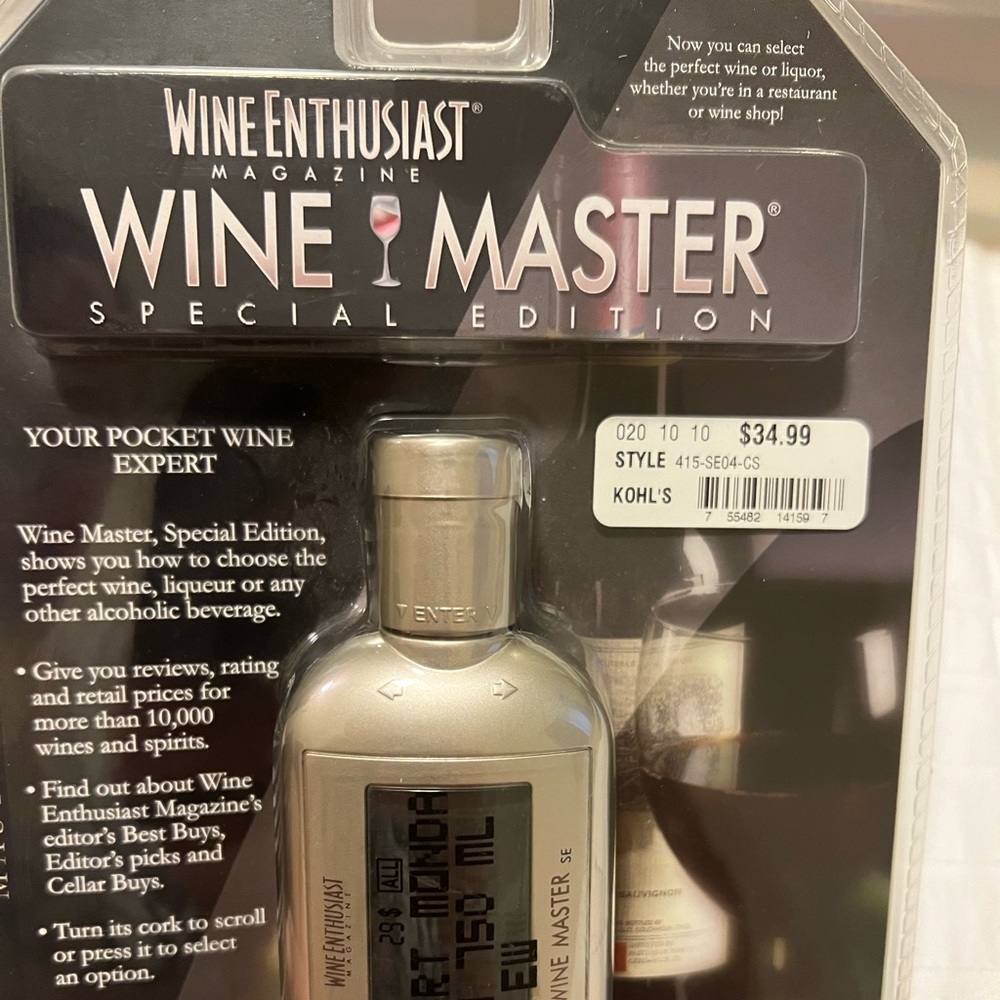 Now you can select
the perfect wine or liquor,
whether you're in a restaurant
or wine shop!
WINE ENTHUSIAST®
MAGAZINE
WINE MASTER®
SPECIAL EDITION
YOUR POCKET WINE
EXPERT
020 10 10 $34.99
STYLE 415-SE04-CS
KOHL'S
7 55482 14159 7
Wine Master, Special Edition,
shows you how to choose the
perfect wine, liqueur or any
other alcoholic beverage.
• Give you reviews, rating
and retail prices for
more than 10,000
wines and spirits.
• Find out about Wine
Enthusiast Magazine's
editor's Best Buys,
Editor's picks and
Cellar Buys.
• Turn its cork to scroll
or press it to select
an option.
ENTER
WINE ENTHUSIAST
MAGAZINE
29$ ALL
750 ML
WINE MASTER SE